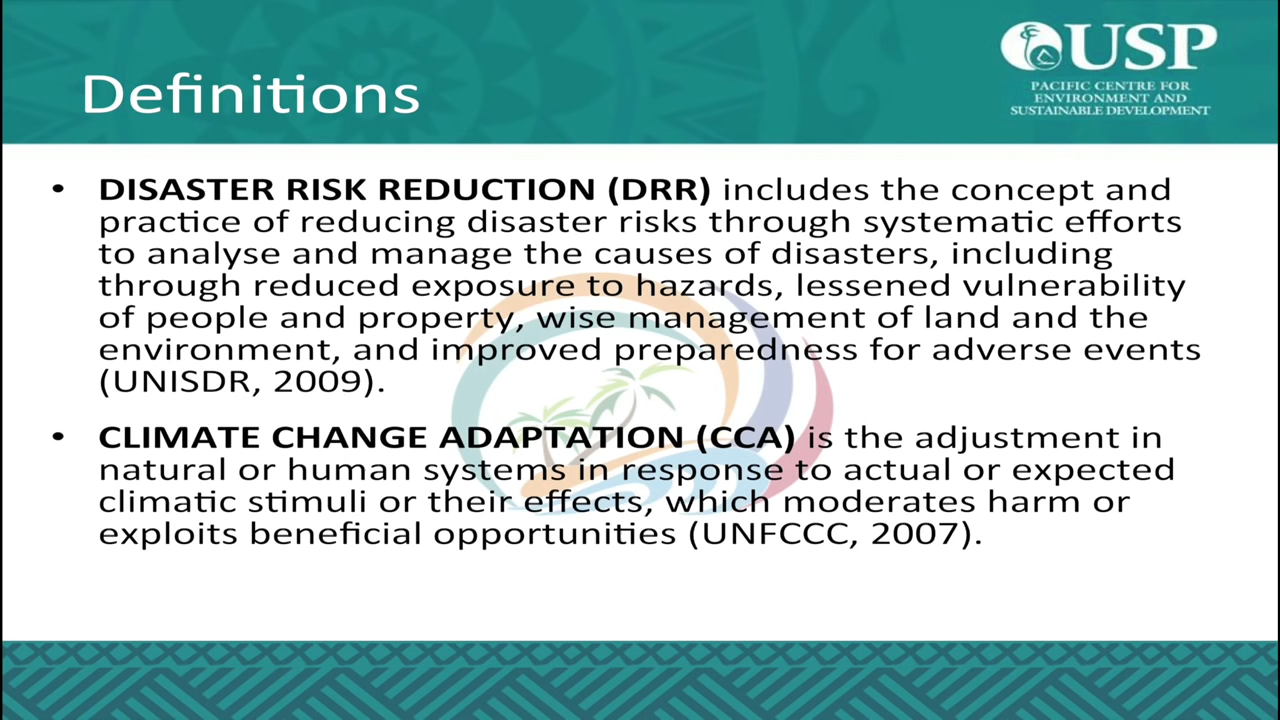 Definitions
USP
PACIFIC CENTRE FOR
ENVIRONMENT AND
SUSTAINABLE DEVELOPMENT
• DISASTER RISK REDUCTION (DRR) includes the concept and
practice of reducing disaster risks through systematic efforts
to analyse and manage the causes of disasters, including
through reduced exposure to hazards, lessened vulnerability
of people and property, wise management of land and the
environment, and improved preparedness for adverse events
(UNISDR, 2009).
• CLIMATE CHANGE ADAPTATION (CCA) is the adjustment in
natural or human systems in response to actual or expected
climatic stimuli or their effects, which moderates harm or
exploits beneficial opportunities (UNFCCC, 2007).